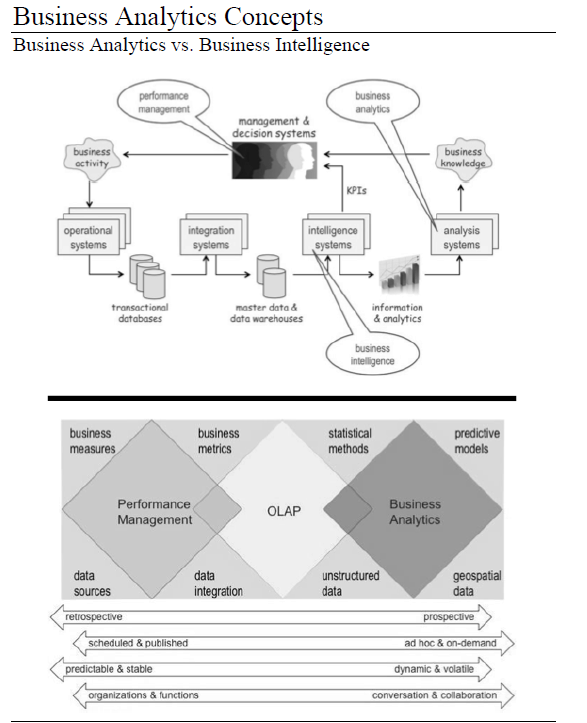 Business Analytics Concepts
Business Analytics vs. Business Intelligence
performance
management
business
analytics
management &
decision systems
business
activity
business
knowledge
KPIs
operational
systems
integration
systems
intelligence
systems
analysis
systems
transactional
databases
master data &
data warehouses
information
& analytics
business
intelligence
business
measures
business
metrics
statistical
methods
predictive
models
Performance
Management
OLAP
Business
Analytics
data
sources
data
integration
unstructured
data
geospatial
data
retrospective
prospective
scheduled & published
ad hoc & on-demand
predictable & stable
dynamic & volatile
organizations & functions
conversation & collaboration